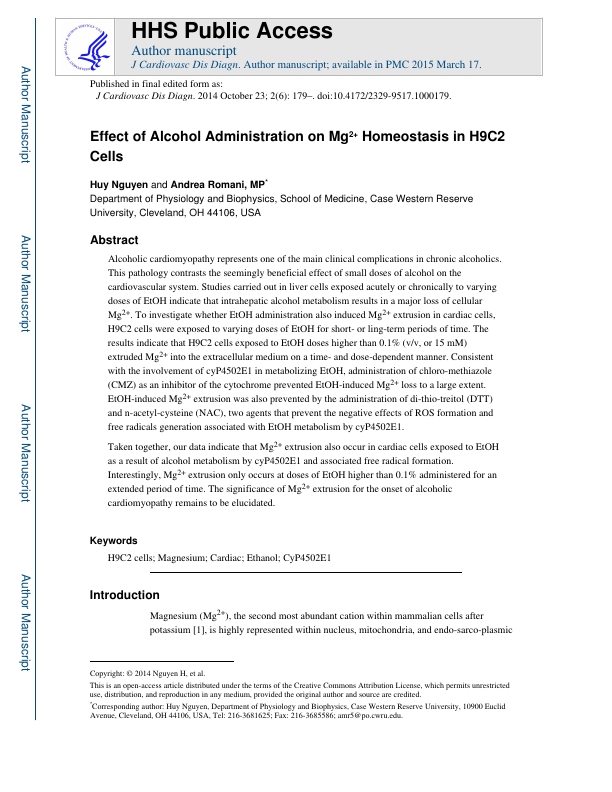 HHS Public Access
Author manuscript
J Cardiovasc Dis Diagn. Author manuscript; available in PMC 2015 March 17.
Published in final edited form as:
J Cardiovasc Dis Diagn. 2014 October 23; 2(6): 179–. doi:10.4172/2329-9517.1000179.
Effect of Alcohol Administration on Mg2+ Homeostasis in H9C2
Cells
Huy Nguyen and Andrea Romani, MP*
Department of Physiology and Biophysics, School of Medicine, Case Western Reserve
University, Cleveland, OH 44106, USA
Abstract
Alcoholic cardiomyopathy represents one of the main clinical complications in chronic alcoholics.
This pathology contrasts the seemingly beneficial effect of small doses of alcohol on the
cardiovascular system. Studies carried out in liver cells exposed acutely or chronically to varying
doses of EtOH indicate that intrahepatic alcohol metabolism results in a major loss of cellular
Mg2+. To investigate whether EtOH administration also induced Mg2+ extrusion in cardiac cells,
H9C2 cells were exposed to varying doses of EtOH for short- or ling-term periods of time. The
results indicate that H9C2 cells exposed to EtOH doses higher than 0.1% (v/v, or 15 mM)
extruded Mg2+ into the extracellular medium on a time- and dose-dependent manner. Consistent
with the involvement of cyP4502E1 in metabolizing EtOH, administration of chloro-methiazole
(CMZ) as an inhibitor of the cytochrome prevented EtOH-induced Mg2+ loss to a large extent.
EtOH-induced Mg2+ extrusion was also prevented by the administration of di-thio-treitol (DTT)
and n-acetyl-cysteine (NAC), two agents that prevent the negative effects of ROS formation and
free radicals generation associated with EtOH metabolism by cyP4502E1.
Taken together, our data indicate that Mg2+ extrusion also occur in cardiac cells exposed to EtOH
as a result of alcohol metabolism by cyP4502E1 and associated free radical formation.
Interestingly, Mg2+ extrusion only occurs at doses of EtOH higher than 0.1% administered for an
extended period of time. The significance of Mg2+ extrusion for the onset of alcoholic
cardiomyopathy remains to be elucidated.
Keywords
H9C2 cells; Magnesium; Cardiac; Ethanol; CyP4502E1
Introduction
Magnesium (Mg2+), the second most abundant cation within mammalian cells after
potassium [1], is highly represented within nucleus, mitochondria, and endo-sarco-plasmic
Copyright: © 2014 Nguyen H, et al.
This is an open-access article distributed under the terms of the Creative Commons Attribution License, which permits unrestricted
use, distribution, and reproduction in any medium, provided the original author and source are credited.
*Corresponding author: Huy Nguyen, Department of Physiology and Biophysics, Case Western Reserve University, 10900 Euclid
Avenue, Cleveland, OH 44106, USA, Tel: 216-3681625; Fax: 216-3685586; amr5@po.cwru.edu.
Author Manuscript
Author Manuscript
Author Manuscript
Author Manuscript